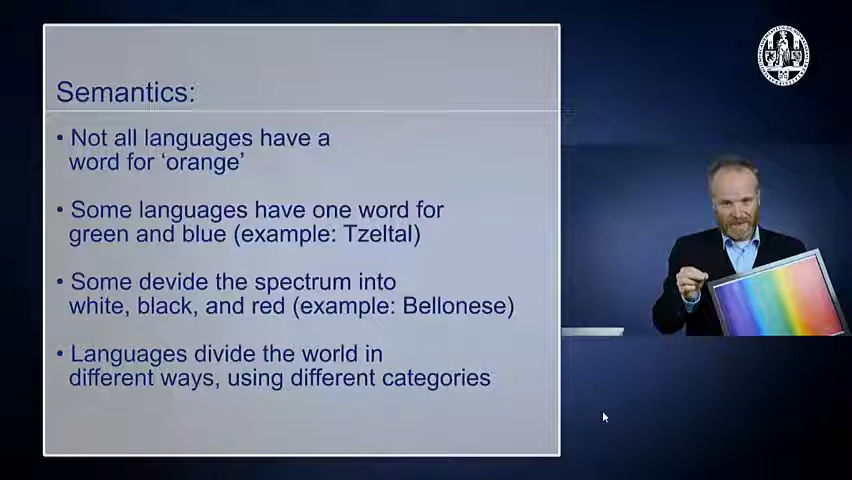 Semantics:
• Not all languages have a
word for ‘orange’
• Some languages have one word for
green and blue (example: Tzeltal)
• Some devide the spectrum into
white, black, and red (example: Bellonese)
• Languages divide the world in
different ways, using different categories